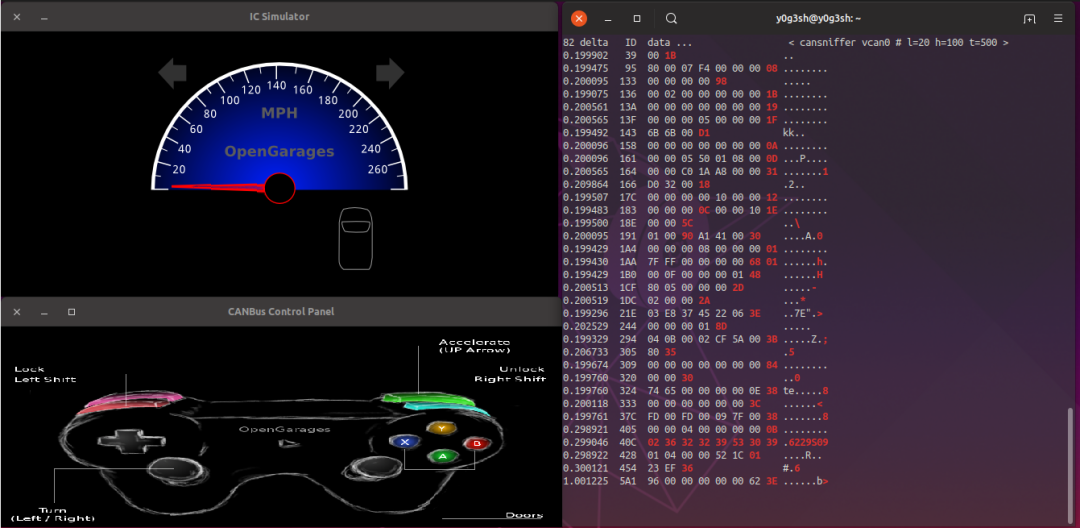 IC Simulator
20
40
60
80
100
120
140
160
180
200
220
240
260
MPH
OpenGarages
CANBus Control Panel
Accelerate
(UP Arrow)
Lock
Left Shift
Unlock
Right Shift
OpenGarages
Y
X
B
A
Turn
(Left / Right)
Doors
y0g3sh@y0g3sh: ~
82 delta ID data ... < cansniffer vcan0 # l=20 h=100 t=500 >
0.199902 39 00 1B ..
0.199475 95 80 00 07 F4 00 00 00 08 ........
0.200095 133 00 00 00 00 98 .....
0.199075 136 00 02 00 00 00 00 00 1B ........
0.200561 13A 00 00 00 00 00 00 00 19 ........
0.200565 13F 00 00 00 05 00 00 00 1F ........
0.199492 143 6B 6B 00 D1 kk..
0.200096 158 00 00 00 00 00 00 00 0A ........
0.200096 161 00 00 05 50 01 08 00 0D ...P....
0.200565 164 00 00 C0 1A A8 00 00 31 .......1
0.209864 166 D0 32 00 18 .2..
0.199507 17C 00 00 00 00 10 00 00 12 ........
0.199483 183 00 00 00 0C 00 00 10 1E ........
0.199500 18E 00 00 5C ..\
0.200095 191 01 00 90 A1 41 00 30 ....A.0
0.199429 1A4 00 00 00 08 00 00 00 01 ........
0.199430 1AA 7F FF 00 00 00 00 68 01 ......h.
0.199429 1B0 00 0F 00 00 00 01 48 ......H
0.200513 1CF 80 05 00 00 00 2D .....-
0.200519 1DC 02 00 00 2A ...*
0.199296 21E 03 E8 37 45 22 06 3E ..7E".>
0.202529 244 00 00 00 01 8D .....
0.199329 294 04 0B 00 02 CF 5A 00 3B .....Z.;
0.206733 305 80 35 .5
0.199674 309 00 00 00 00 00 00 00 84 ........
0.199760 320 00 00 30 ..0
0.199760 324 74 65 00 00 00 00 0E 38 te.....8
0.200118 333 00 00 00 00 00 00 3C ......<
0.199761 37C FD 00 FD 00 09 7F 00 38 .......8
0.298921 405 00 00 04 00 00 00 00 0B ........
0.299046 40C 02 36 32 32 39 53 30 39 .6229S09
0.298922 428 01 04 00 00 52 1C 01 ....R..
0.300121 454 23 EF 36 #.6
1.001225 5A1 96 00 00 00 00 00 62 3E ......b>